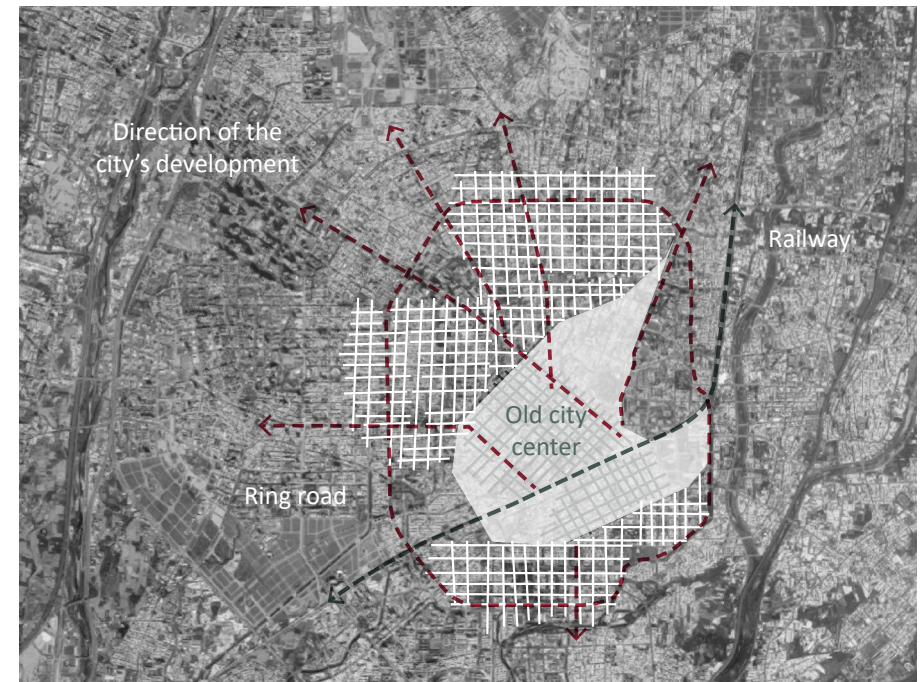 Direction of the
city’s development
Railway
Old city
center
Ring road